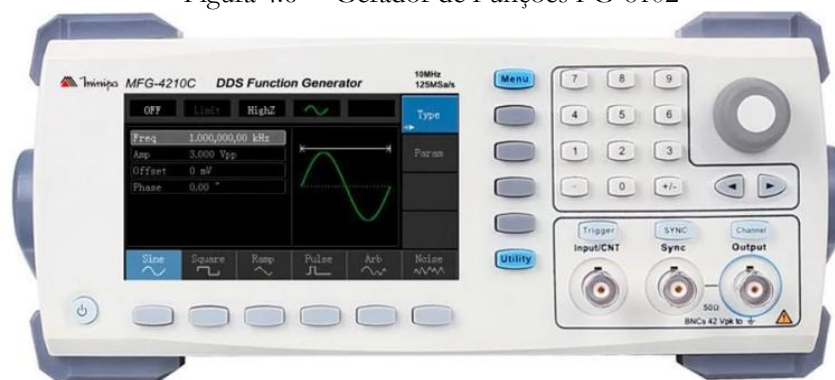 Minipa MFG-4210C DDS Function Generator
10MHz
125MSa/s
OFF Limit HighZ
Type
Freq 1.000,000,00 kHz
Amp 3.000 Vpp
Offset 0 mV
Phase 0.00 °
Param
Sine Square Ramp Pulse Arb Noise
Menu
Utility
7 8 9
4 5 6
1 2 3
. 0 +/-
Trigger SYNC Channel
Input/CNT Sync Output
50Ω
BNCs 42 Vpk to